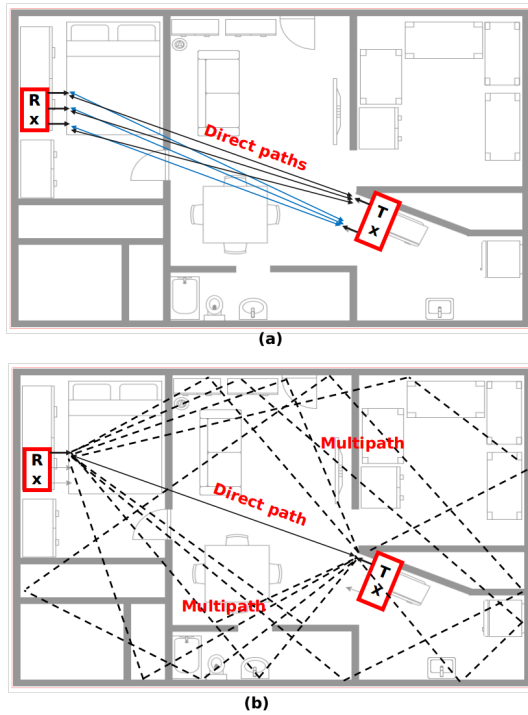 R
x
Direct paths
T
x
(a)
R
x
Multipath
Direct path
T
x
Multipath
(b)